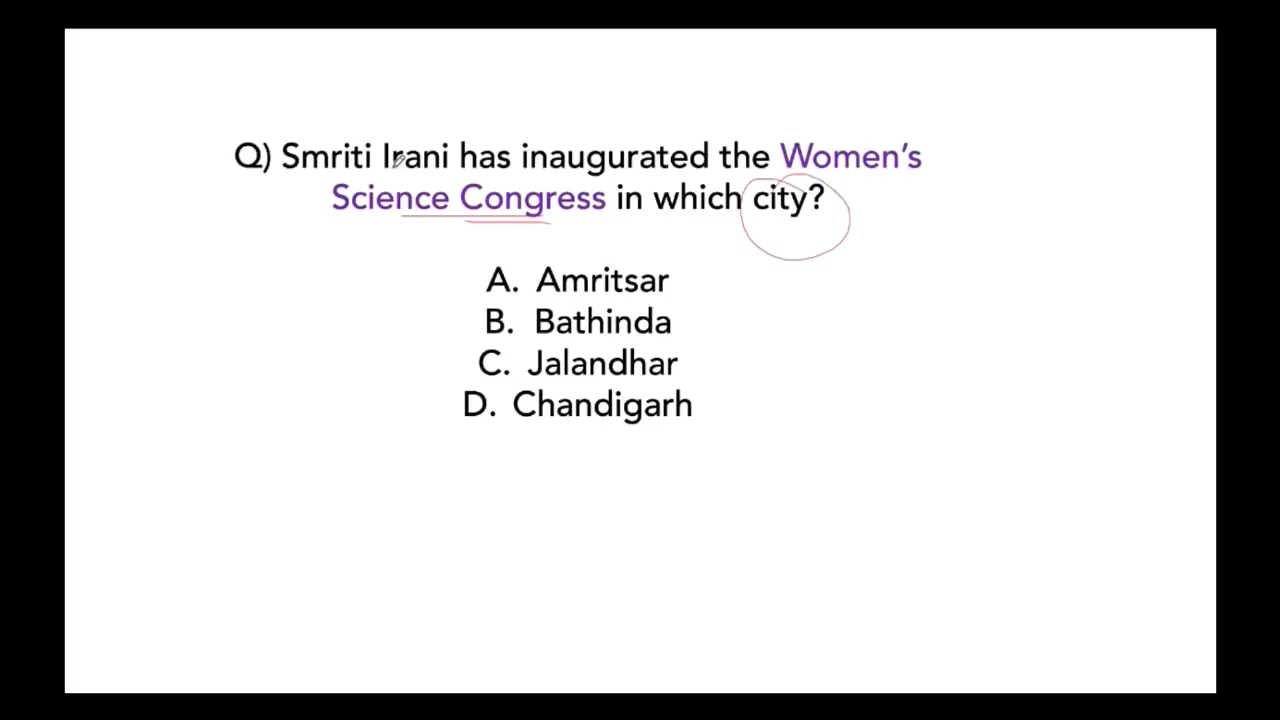 Q) Smriti Irani has inaugurated the Women's
Science Congress in which city?
A. Amritsar
B. Bathinda
C. Jalandhar
D. Chandigarh